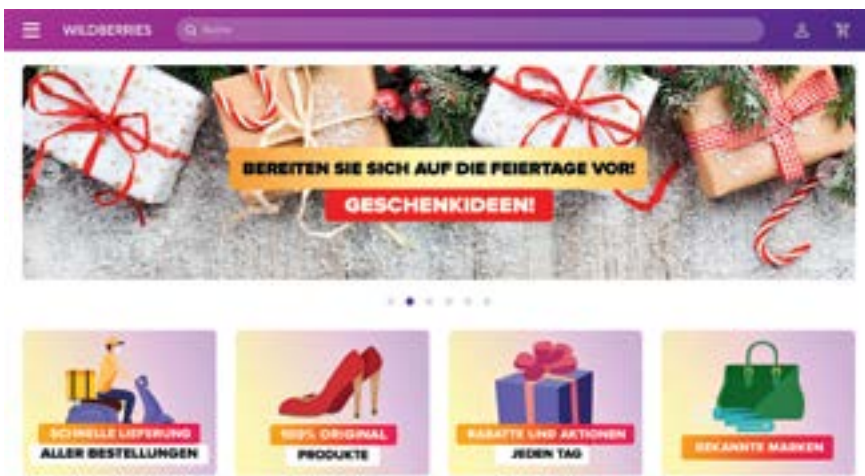 WILDBERRIES
BEREITEN SIE SICH AUF DIE FEIERTAGE VOR!
GESCHENKIDEEN!
SCHNELLE LIEFERUNG
ALLER BESTELLUNGEN
100% ORIGINAL
PRODUKTE
RABATTE UND AKTIONEN
JEDEN TAG
BEKANNTE MARKEN